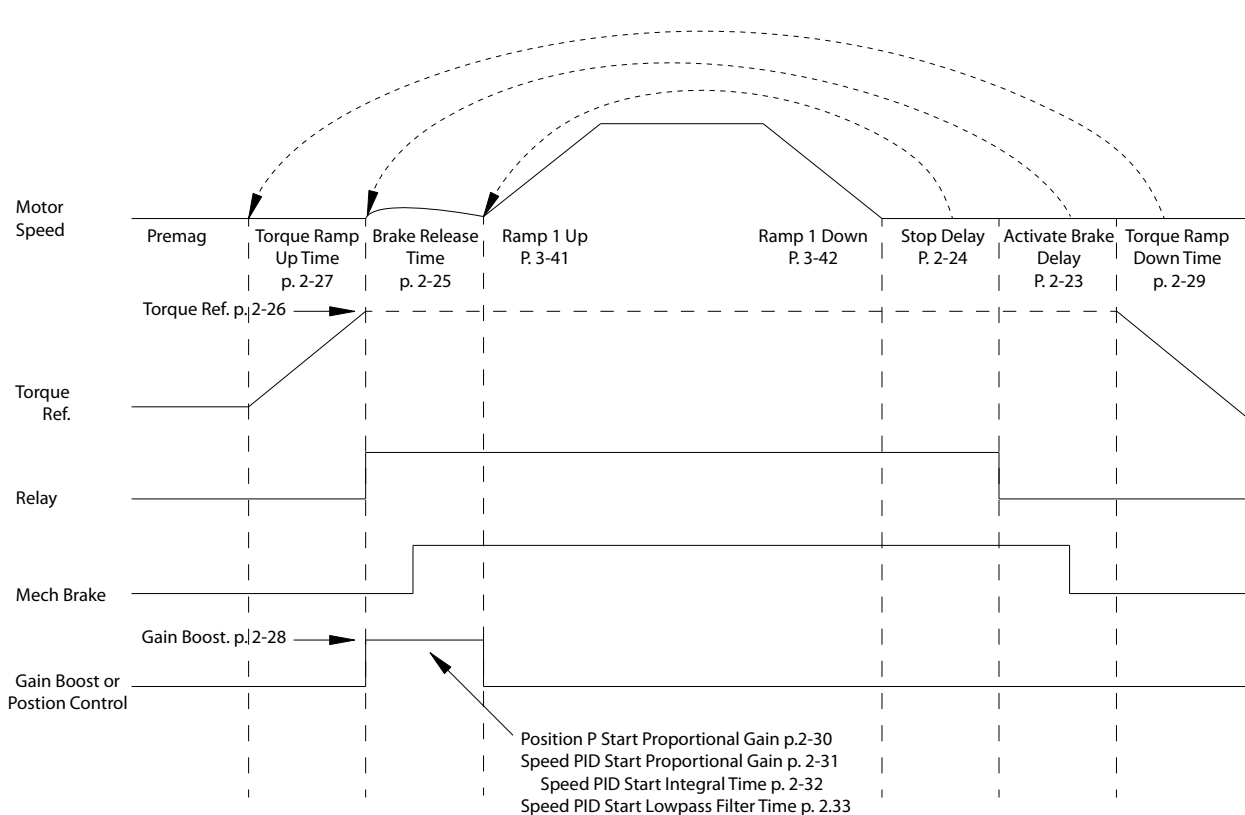 Motor
Speed
Premag
Torque Ramp
Up Time
p. 2-27
Brake Release
Time
p. 2-25
Ramp 1 Up
P. 3-41
Ramp 1 Down
P. 3-42
Stop Delay
P. 2-24
Activate Brake
Delay
P. 2-23
Torque Ramp
Down Time
p. 2-29
Torque Ref. p. 2-26
Torque
Ref.
Relay
Mech Brake
Gain Boost. p. 2-28
Gain Boost or
Postion Control
Position P Start Proportional Gain p.2-30
Speed PID Start Proportional Gain p. 2-31
Speed PID Start Integral Time p. 2-32
Speed PID Start Lowpass Filter Time p. 2.33